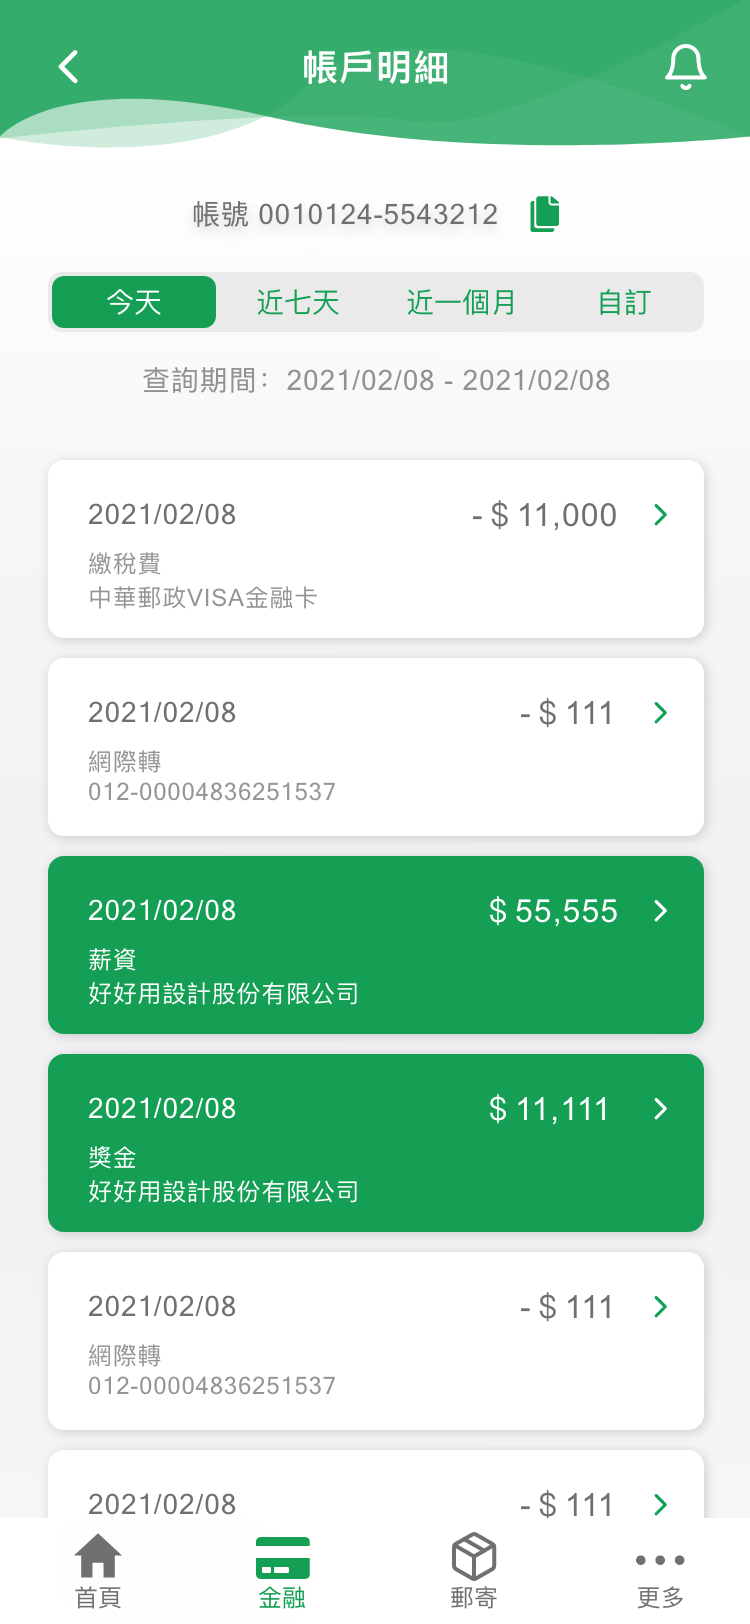 帳戶明細
帳號 0010124-5543212
今天 近七天 近一個月 自訂
查詢期間：2021/02/08 - 2021/02/08
2021/02/08 - $ 11,000
繳稅費
中華郵政VISA金融卡
2021/02/08 - $ 111
網際轉
012-00004836251537
2021/02/08 $ 55,555
薪資
好好用設計股份有限公司
2021/02/08 $ 11,111
獎金
好好用設計股份有限公司
2021/02/08 - $ 111
網際轉
012-00004836251537
2021/02/08 - $ 111
首頁 金融 郵寄 更多